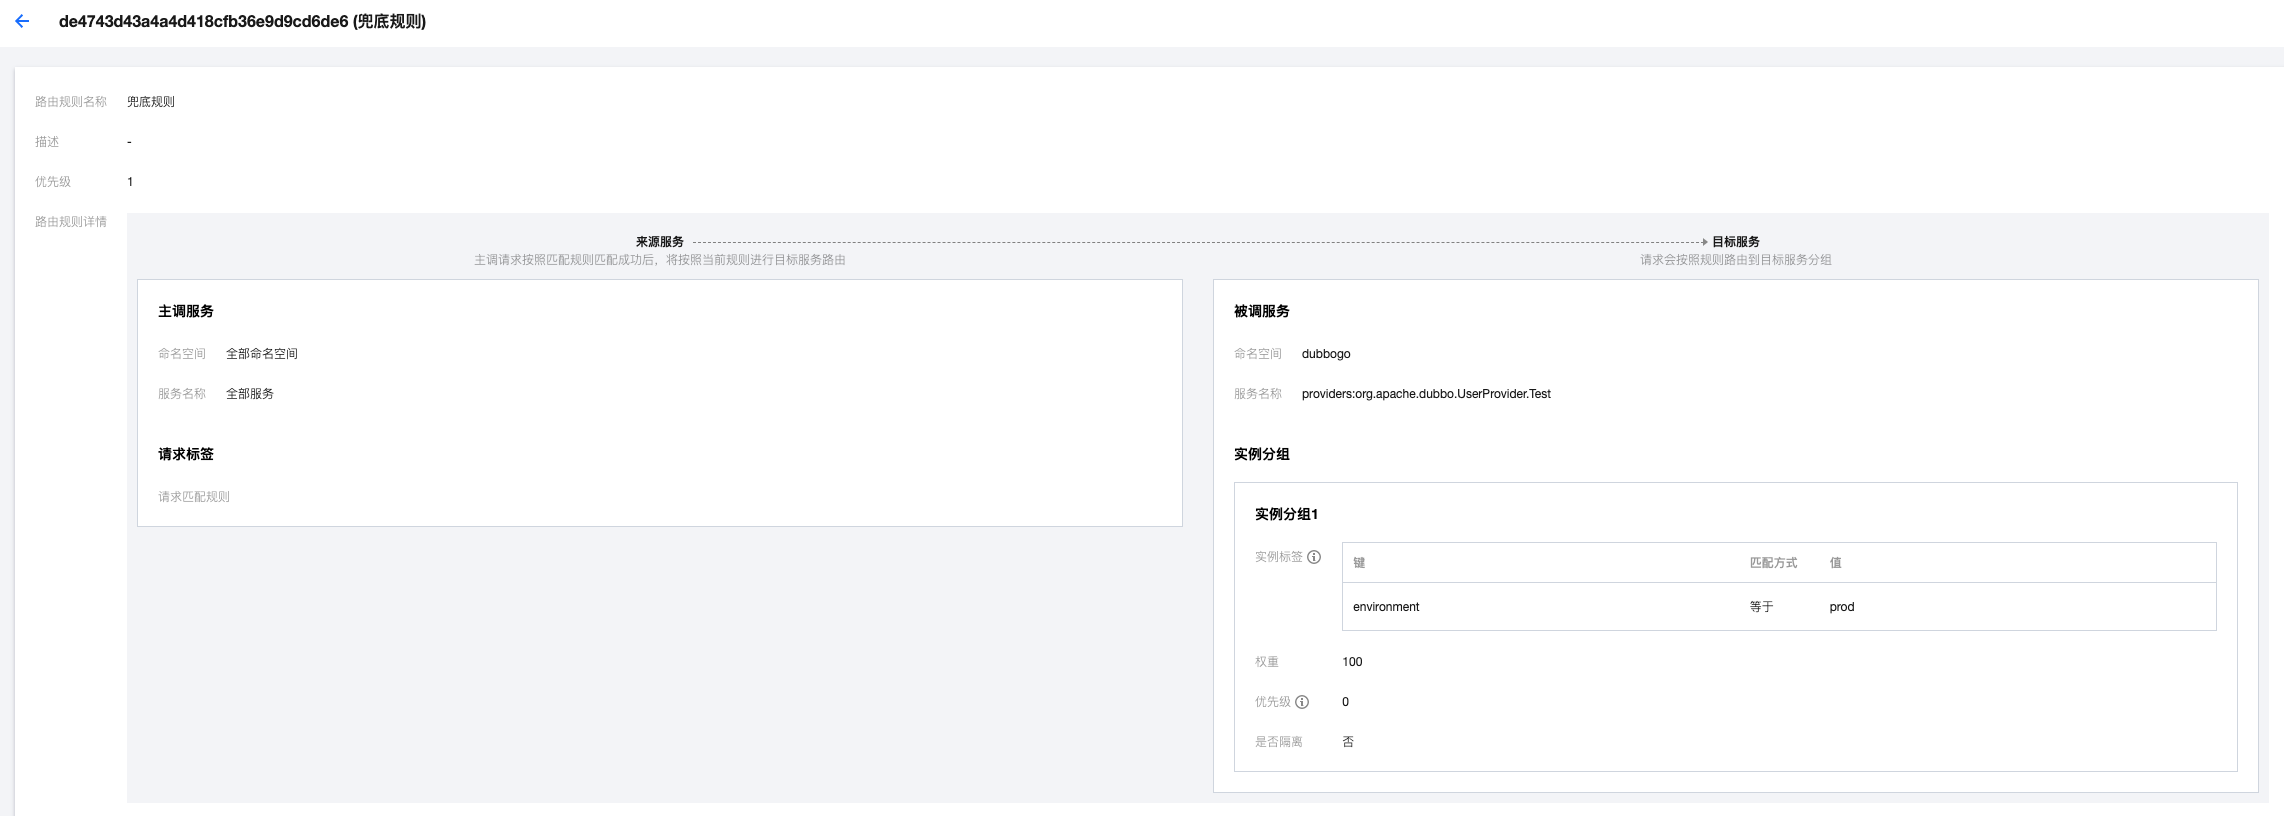 de4743d43a4a4d418cfb36e9d9cd6de6 (兜底规则)
路由规则名称 兜底规则
描述 -
优先级 1
路由规则详情
来源服务 目标服务
主调请求按照匹配规则匹配成功后，将按照当前规则进行目标服务路由
请求会按照规则路由到目标服务分组
主调服务
命名空间 全部命名空间
服务名称 全部服务
请求标签
请求匹配规则
被调服务
命名空间 dubbogo
服务名称 providers:org.apache.dubbo.UserProvider.Test
实例分组
实例分组1
实例标签
键 匹配方式 值
environment 等于 prod
权重 100
优先级 0
是否隔离 否